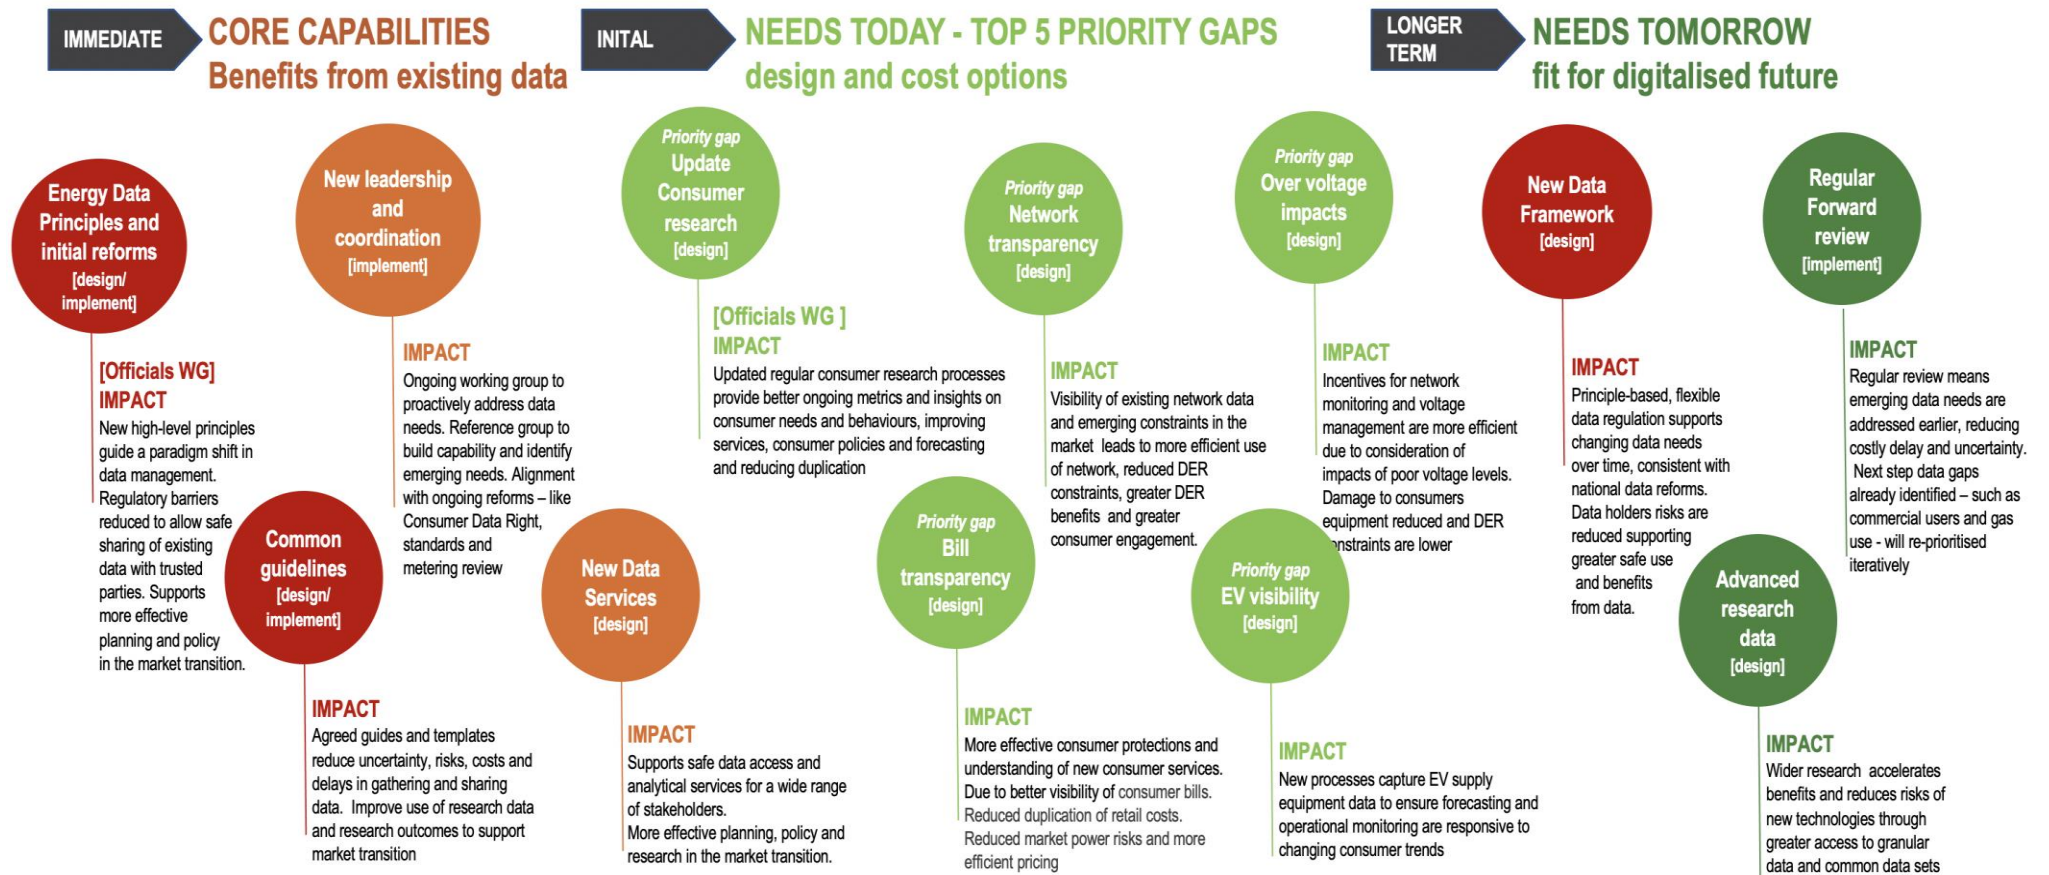 IMMEDIATE
CORE CAPABILITIES
Benefits from existing data
INITAL
NEEDS TODAY - TOP 5 PRIORITY GAPS
design and cost options
LONGER
TERM
NEEDS TOMORROW
fit for digitalised future
Energy Data
Principles and
initial reforms
[design/
implement]
[Officials WG]
IMPACT
New high-level principles
guide a paradigm shift in
data management.
Regulatory barriers
reduced to allow safe
sharing of existing
data with trusted
parties. Supports
more effective
planning and policy
in the market transition.
Common
guidelines
[design/
implement]
IMPACT
Agreed guides and templates
reduce uncertainty, risks, costs and
delays in gathering and sharing
data.  Improve use of research data
and research outcomes to support
market transition
New leadership
and
coordination
[implement]
IMPACT
Ongoing working group to
proactively address data
needs. Reference group to
build capability and identify
emerging needs. Alignment
with ongoing reforms – like
Consumer Data Right,
standards and
metering review
New Data
Services
[design]
IMPACT
Supports safe data access and
analytical services for a wide range
of stakeholders.
More effective planning, policy and
research in the market transition.
Priority gap
Update
Consumer
research
[design]
[Officials WG ]
IMPACT
Updated regular consumer research processes
provide better ongoing metrics and insights on
consumer needs and behaviours, improving
services, consumer policies and forecasting
and reducing duplication
Priority gap
Bill
transparency
[design]
IMPACT
More effective consumer protections and
understanding of new consumer services.
Due to better visibility of consumer bills.
Reduced duplication of retail costs.
Reduced market power risks and more
efficient pricing
Priority gap
Network
transparency
[design]
IMPACT
Visibility of existing network data
and emerging constraints in the
market  leads to more efficient use
of network, reduced DER
constraints, greater DER
benefits  and greater
consumer engagement.
Priority gap
EV visibility
[design]
IMPACT
New processes capture EV supply
equipment data to ensure forecasting and
operational monitoring are responsive to
changing consumer trends
Priority gap
Over voltage
impacts
[design]
IMPACT
Incentives for network
monitoring and voltage
management are more efficient
due to consideration of
impacts of poor voltage levels.
Damage to consumers
equipment reduced and DER
onstraints are lower
New Data
Framework
[design]
IMPACT
Principle-based, flexible
data regulation supports
changing data needs
over time, consistent with
national data reforms.
Data holders risks are
reduced supporting
greater safe use
and benefits
from data.
Advanced
research
data
[design]
IMPACT
Wider research  accelerates
benefits and reduces risks of
new technologies through
greater access to granular
data and common data sets
Regular
Forward
review
[implement]
IMPACT
Regular review means
emerging data needs are
addressed earlier, reducing
costly delay and uncertainty.
Next step data gaps
already identified – such as
commercial users and gas
use - will re-prioritised
iteratively